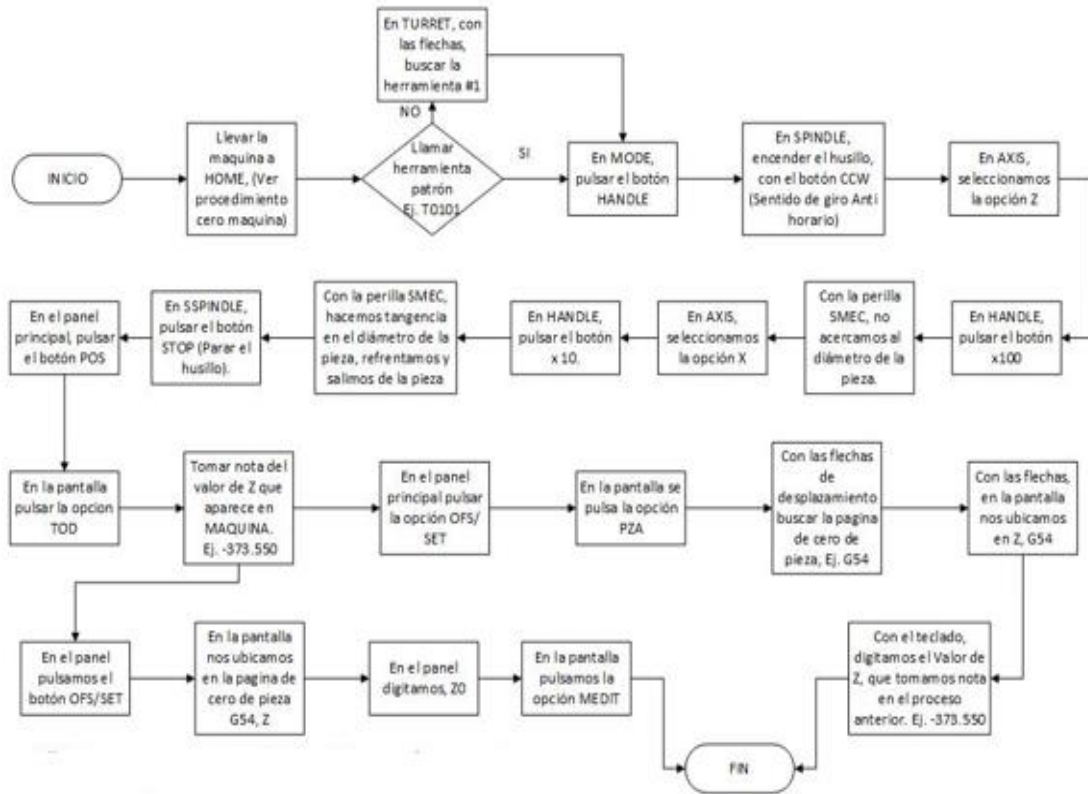 INICIO
Llevar la
maquina a
HOME, (Ver
procedimiento
cero maquina)
Llamar
herramienta
patrón
Ej. T0101
NO
En TURRET, con
las flechas,
buscar la
herramienta #1
SI
En MODE,
pulsar el botón
HANDLE
En SPINDLE,
encender el husillo,
con el botón CCW
(Sentido de giro Anti
horario)
En AXIS,
seleccionamos
la opción Z
En HANDLE,
pulsar el botón
x100
Con la perilla
SMEC, no
acercamos al
diámetro de la
pieza.
En AXIS,
seleccionamos
la opción X
En HANDLE,
pulsar el botón
x 10.
Con la perilla SMEC,
hacemos tangencia
en el diámetro de la
pieza, refrentamos y
salimos de la pieza
En SSPINDLE,
pulsar el botón
STOP (Parar el
husillo).
En el panel
principal, pulsar
el botón POS
En la pantalla
pulsar la opcion
TOD
Tomar nota del
valor de Z que
aparece en
MAQUINA.
Ej. -373.550
En el panel
principal pulsar
la opción OFS/
SET
En la pantalla se
pulsa la opción
PZA
Con las flechas
de
desplazamiento
buscar la pagina
de cero de
pieza, Ej. G54
Con las flechas,
en la pantalla
nos ubicamos
en Z, G54
Con el teclado,
digitamos el Valor de
Z, que tomamos nota
en el proceso
anterior. Ej. -373.550
En el panel
pulsamos el
botón OFS/SET
En la pantalla
nos ubicamos
en la pagina de
cero de pieza
G54, Z
En el panel
digitamos, Z0
En la pantalla
pulsamos la
opción MEDIT
FIN